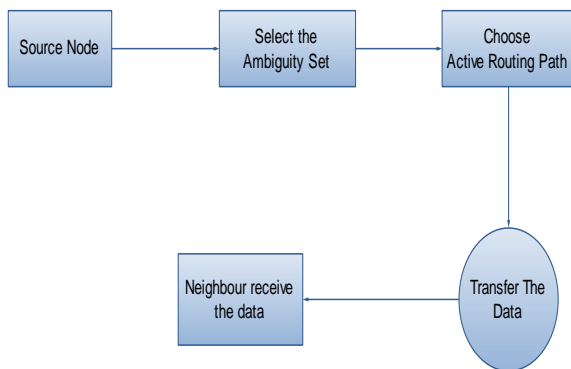 Source Node
Select the
Ambiguity Set
Choose
Active Routing Path
Transfer The
Data
Neighbour receive
the data